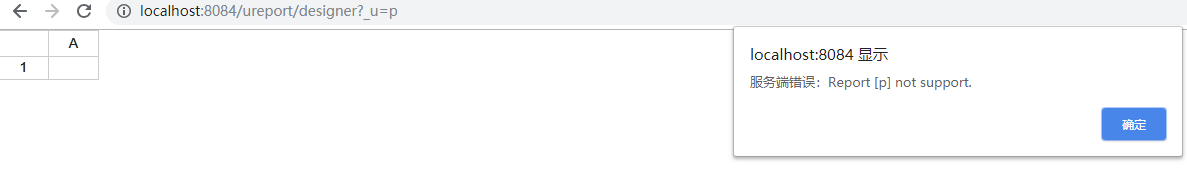 localhost:8084/ureport/designer?_u=p
A
1
localhost:8084 显示
服务端错误：Report [p] not support.
确定